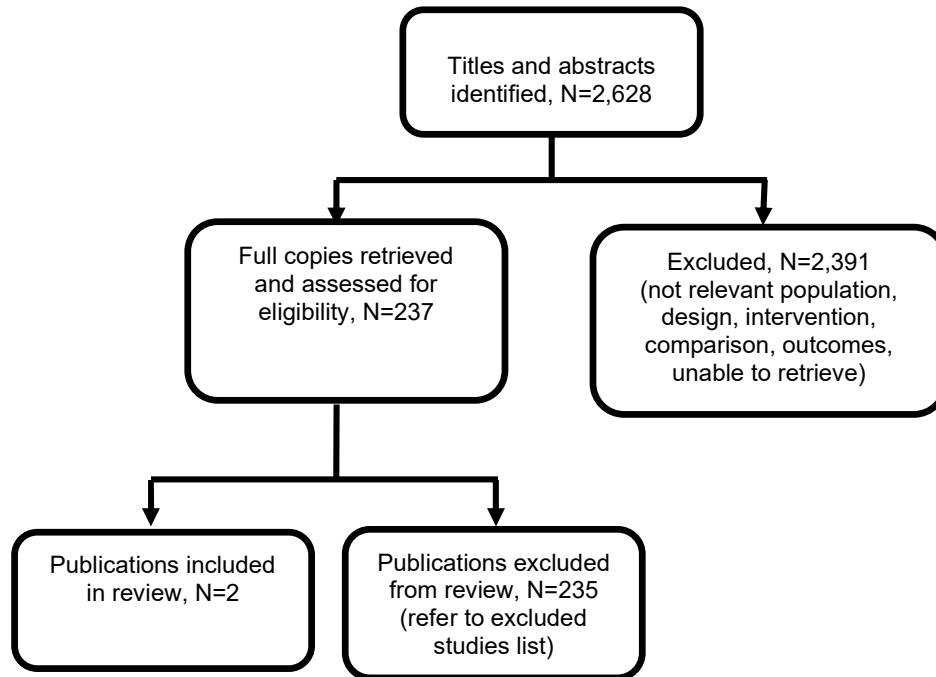 Titles and abstracts
identified, N=2,628
Full copies retrieved
and assessed for
eligibility, N=237
Excluded, N=2,391
(not relevant population,
design, intervention,
comparison, outcomes,
unable to retrieve)
Publications included
in review, N=2
Publications excluded
from review, N=235
(refer to excluded
studies list)